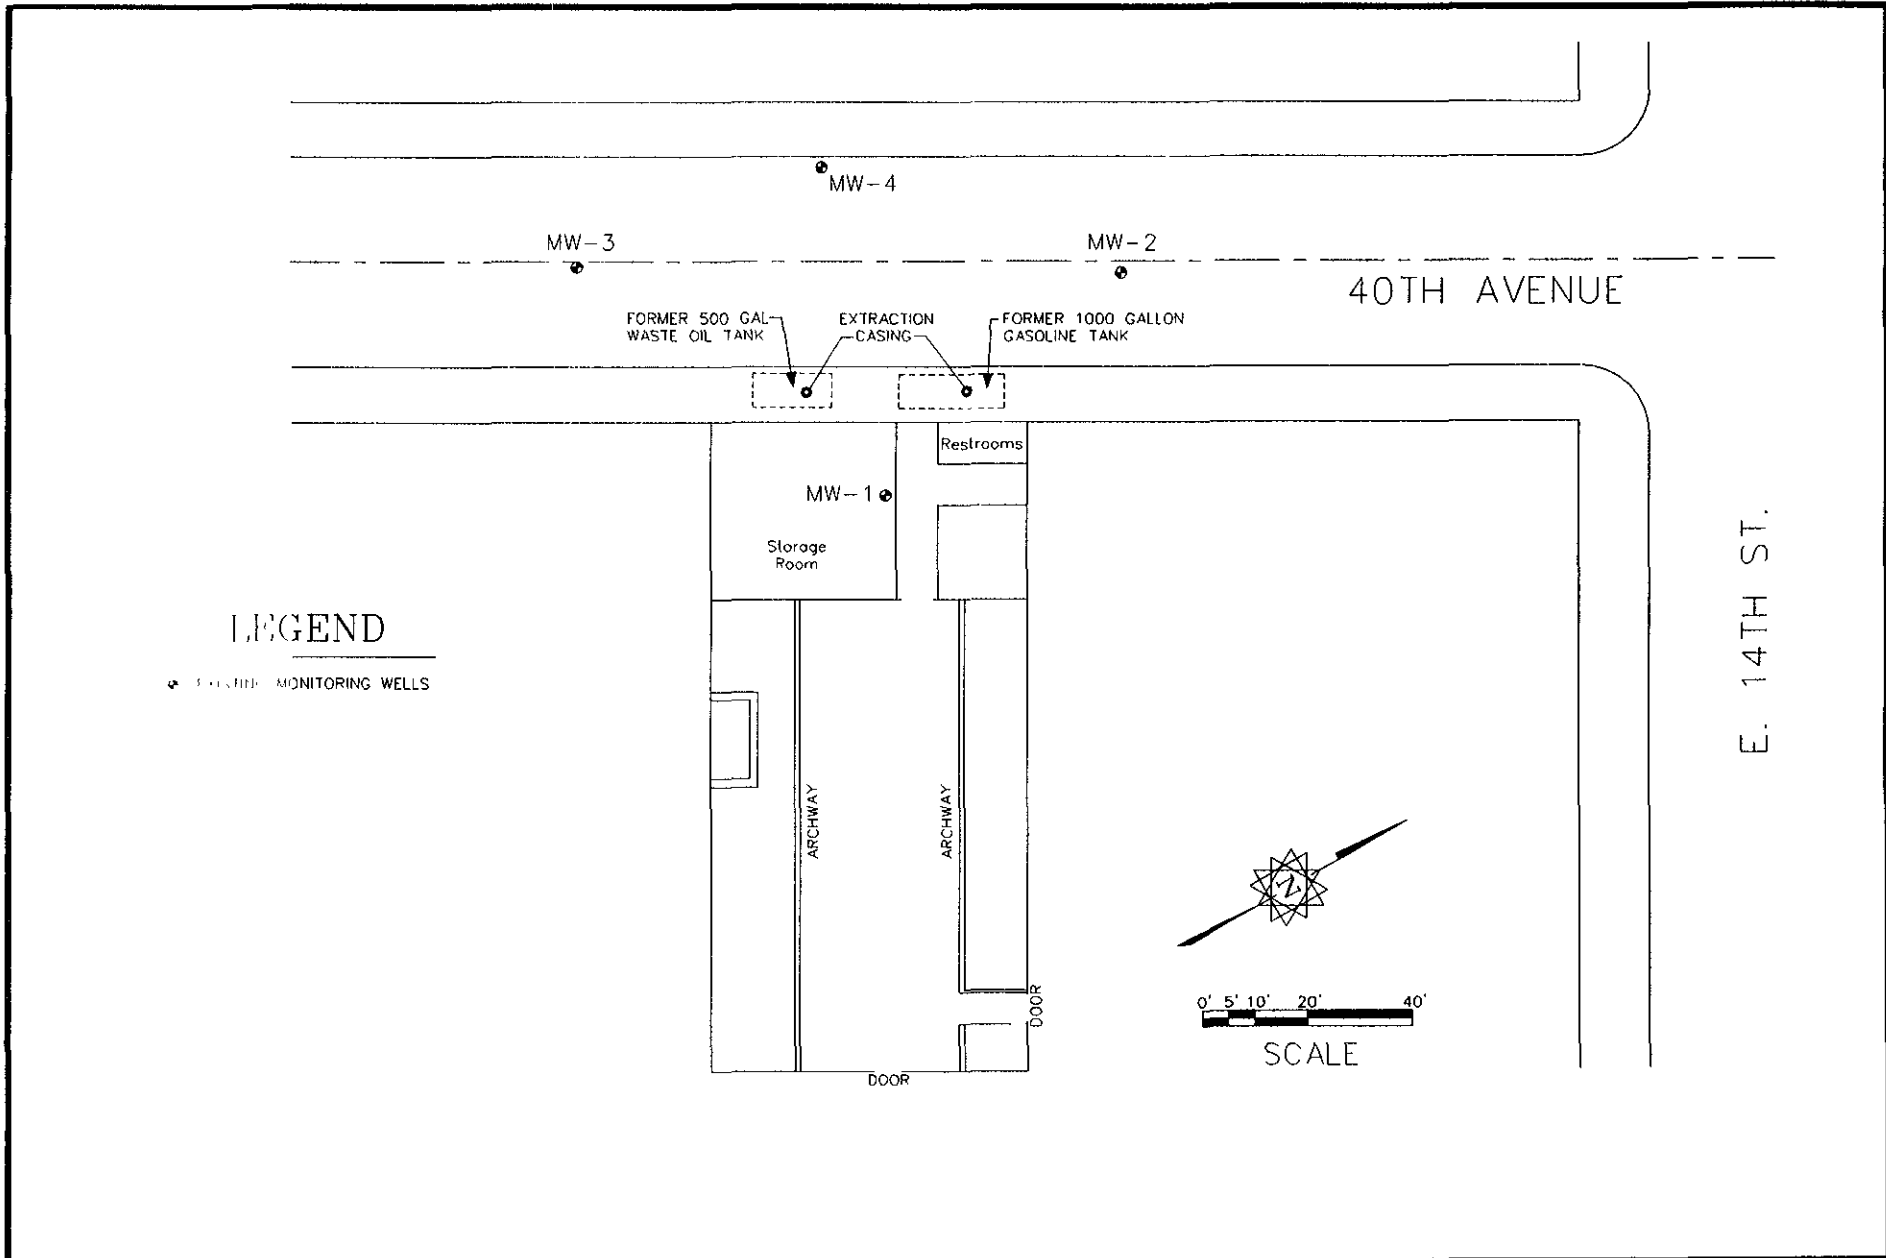 MW-4
MW-3
MW-2
40TH AVENUE
FORMER 500 GAL
WASTE OIL TANK
EXTRACTION
CASING
FORMER 1000 GALLON
GASOLINE TANK
Restrooms
MW-1
Storage
Room
LEGEND
MONITORING WELLS
ARCHWAY
ARCHWAY
E. 14TH ST.
N
DOOR
DOOR
0' 5' 10' 20' 40'
SCALE